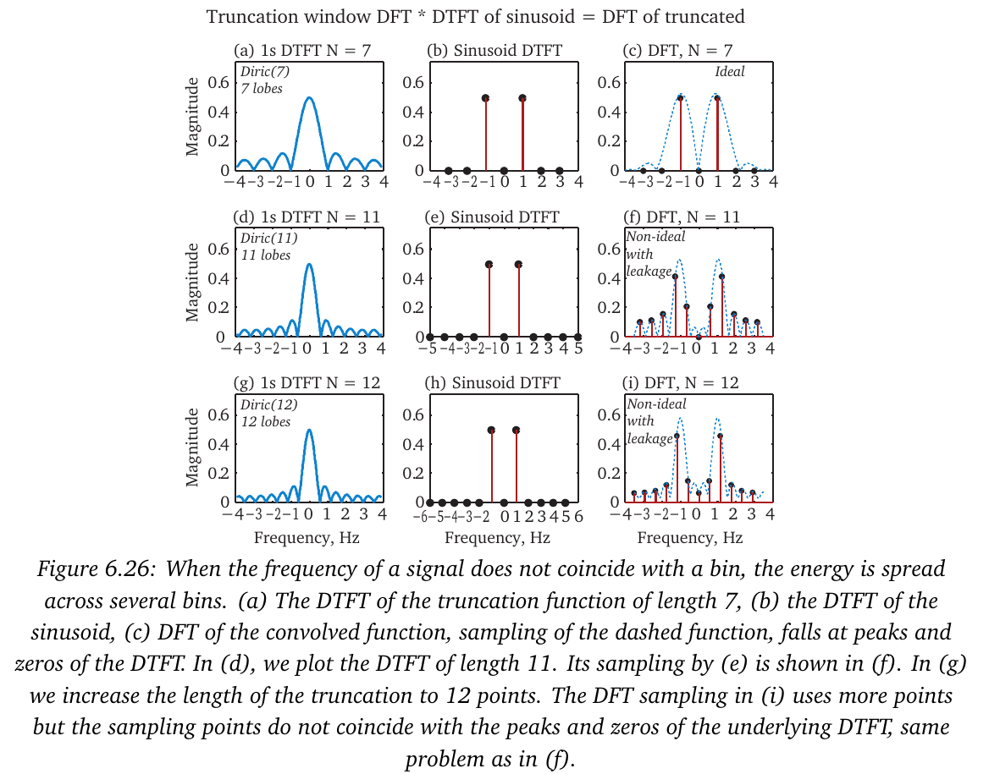 Truncation window DFT * DTFT of sinusoid = DFT of truncated
(a) 1s DTFT N = 7
Diric(7)
7 lobes
Magnitude
0.6
0.4
0.2
0
−4−3 −2−1 0 1 2 3 4
(b) Sinusoid DTFT
0.6
0.4
0.2
0
−4 −3−2 −1 0 1 2 3 4
(c) DFT, N = 7
Ideal
0.6
0.4
0.2
0
−4−3−2 −1 0 1 2 3 4
(d) 1s DTFT N = 11
Diric(11)
11 lobes
Magnitude
0.6
0.4
0.2
0
−4−3−2−1 0 1 2 3 4
(e) Sinusoid DTFT
0.6
0.4
0.2
0
−5−4−3−2−1 0 1 2 3 4 5
(f) DFT, N = 11
Non-ideal
with
leakage
0.6
0.4
0.2
0
−4−3−2−1 0 1 2 3 4
(g) 1s DTFT N = 12
Diric(12)
12 lobes
Magnitude
0.6
0.4
0.2
0
−4−3−2−1 0 1 2 3 4
Frequency, Hz
(h) Sinusoid DTFT
0.6
0.4
0.2
0
−6−5−4−3−2 0 1 2 3 4 5 6
Frequency, Hz
(i) DFT, N = 12
Non-ideal
with
leakage
0.6
0.4
0.2
0
−4−3−2−1 0 1 2 3 4
Frequency, Hz
Figure 6.26: When the frequency of a signal does not coincide with a bin, the energy is spread
across several bins. (a) The DTFT of the truncation function of length 7, (b) the DTFT of the
sinusoid, (c) DFT of the convolved function, sampling of the dashed function, falls at peaks and
zeros of the DTFT. In (d), we plot the DTFT of length 11. Its sampling by (e) is shown in (f). In (g)
we increase the length of the truncation to 12 points. The DFT sampling in (i) uses more points
but the sampling points do not coincide with the peaks and zeros of the underlying DTFT, same
problem as in (f).